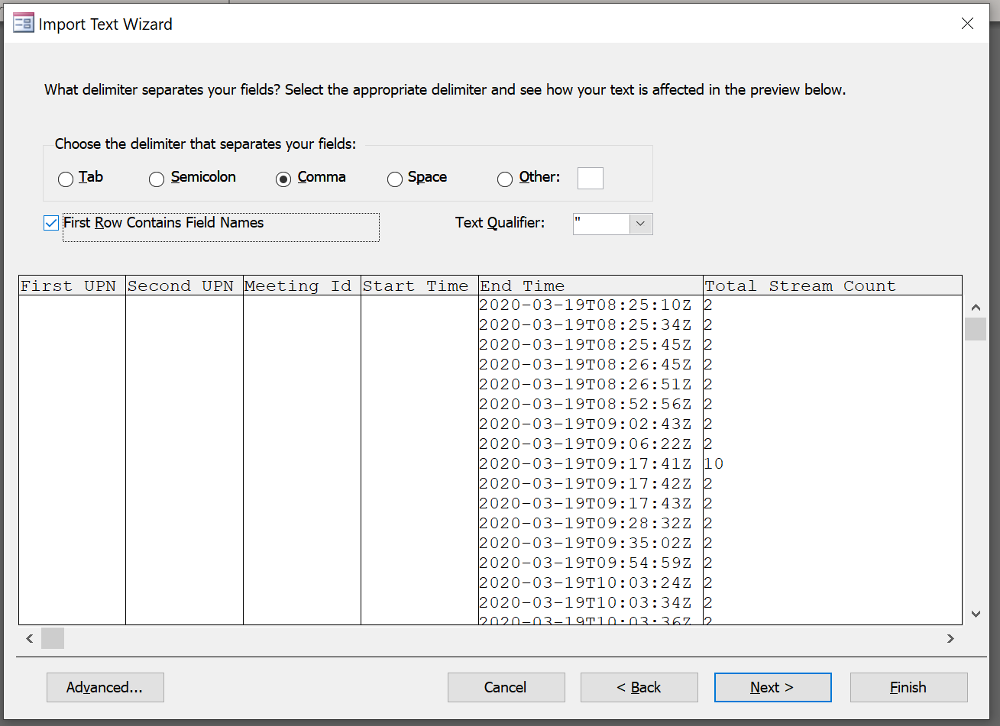 Import Text Wizard
What delimiter separates your fields? Select the appropriate delimiter and see how your text is affected in the preview below.
Choose the delimiter that separates your fields:
Tab Semicolon Comma Space Other:
First Row Contains Field Names Text Qualifier: "
First UPN Second UPN Meeting Id Start Time End Time Total Stream Count
2020-03-19T08:25:10Z 2
2020-03-19T08:25:34Z 2
2020-03-19T08:25:45Z 2
2020-03-19T08:26:45Z 2
2020-03-19T08:26:51Z 2
2020-03-19T08:52:56Z 2
2020-03-19T09:02:43Z 2
2020-03-19T09:06:22Z 2
2020-03-19T09:17:41Z 10
2020-03-19T09:17:42Z 2
2020-03-19T09:17:43Z 2
2020-03-19T09:28:32Z 2
2020-03-19T09:35:02Z 2
2020-03-19T09:54:59Z 2
2020-03-19T10:03:24Z 2
2020-03-19T10:03:34Z 2
2020-03-19T10:03:36Z 2
Advanced... Cancel < Back Next > Finish